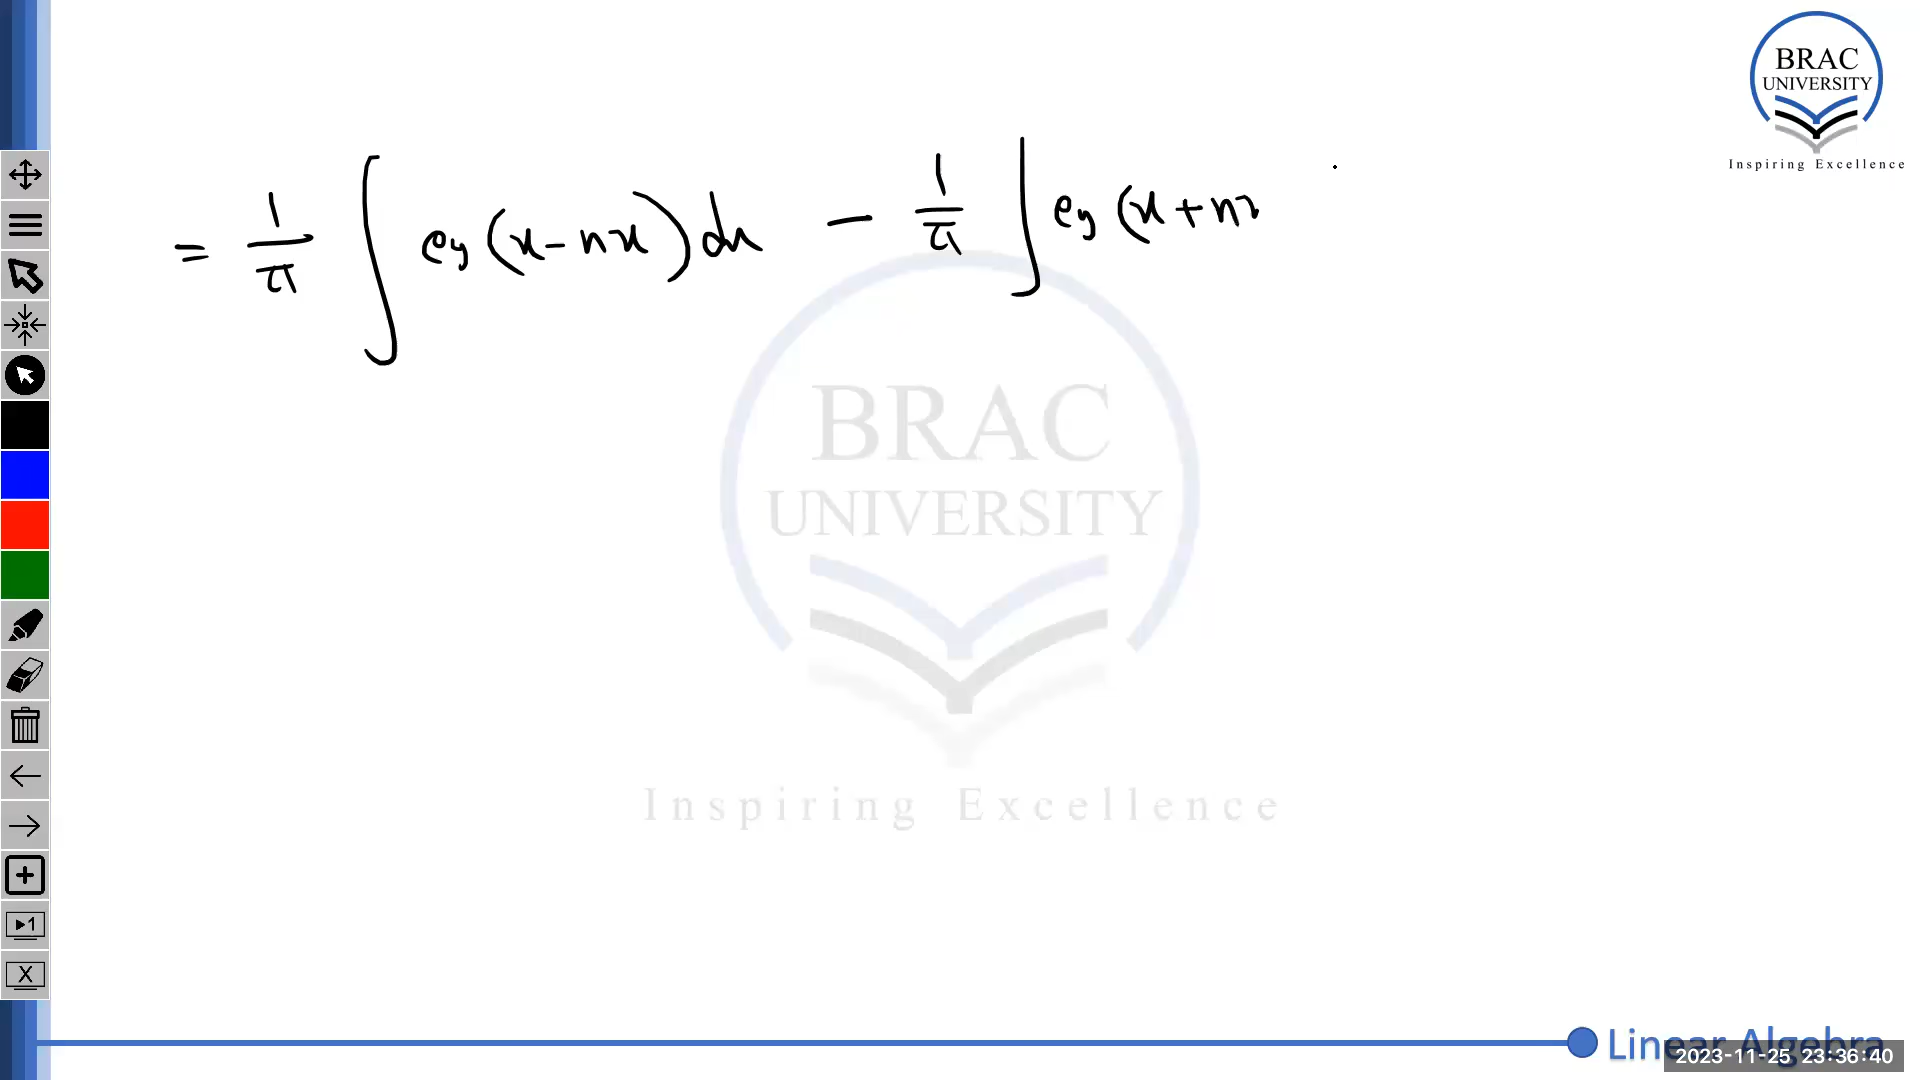 BRAC
UNIVERSITY
Inspiring Excellence
= 1/π ∫ cos (x - nx) dx - 1/π ∫ cos (x + nx
BRAC
UNIVERSITY
Inspiring Excellence
1
X
Linear Algebra
2023-11-25 23:36:40